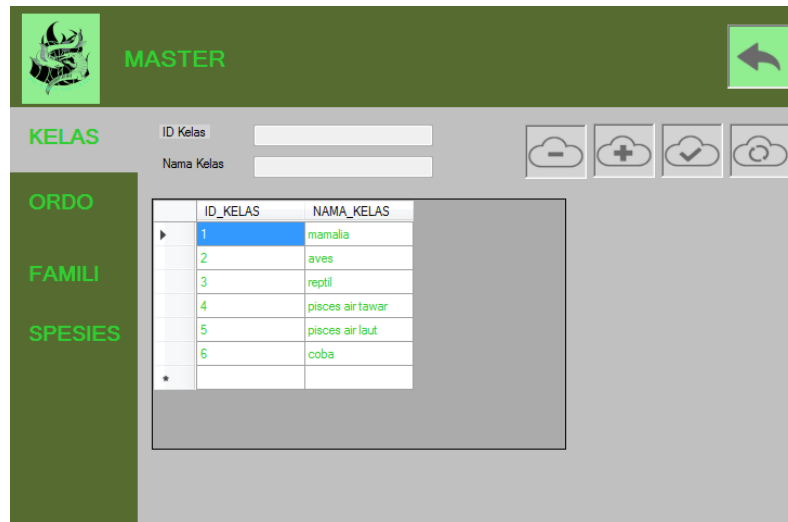 MASTER
KELAS
ID Kelas
Nama Kelas
ORDO
FAMILI
SPESIES
ID_KELAS NAMA_KELAS
1 mamalia
2 aves
3 reptil
4 pisces air tawar
5 pisces air laut
6 coba
*